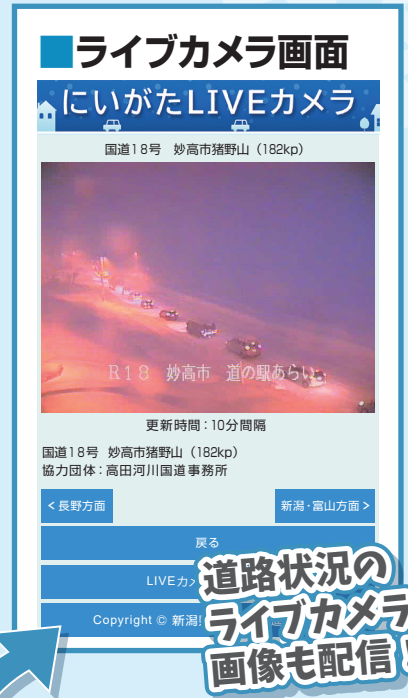 ■ライブカメラ画面
にいがたLIVEカメラ
国道18号 妙高市猪野山（182kp）
R18 妙高市 道の駅あらい
更新時間：10分間隔
国道18号 妙高市猪野山（182kp）
協力団体：高田河川国道事務所
＜長野方面
新潟・富山方面＞
戻る
LIVEカメ
Copyright © 新潟
道路状況の
ライブカメラ
画像も配信！